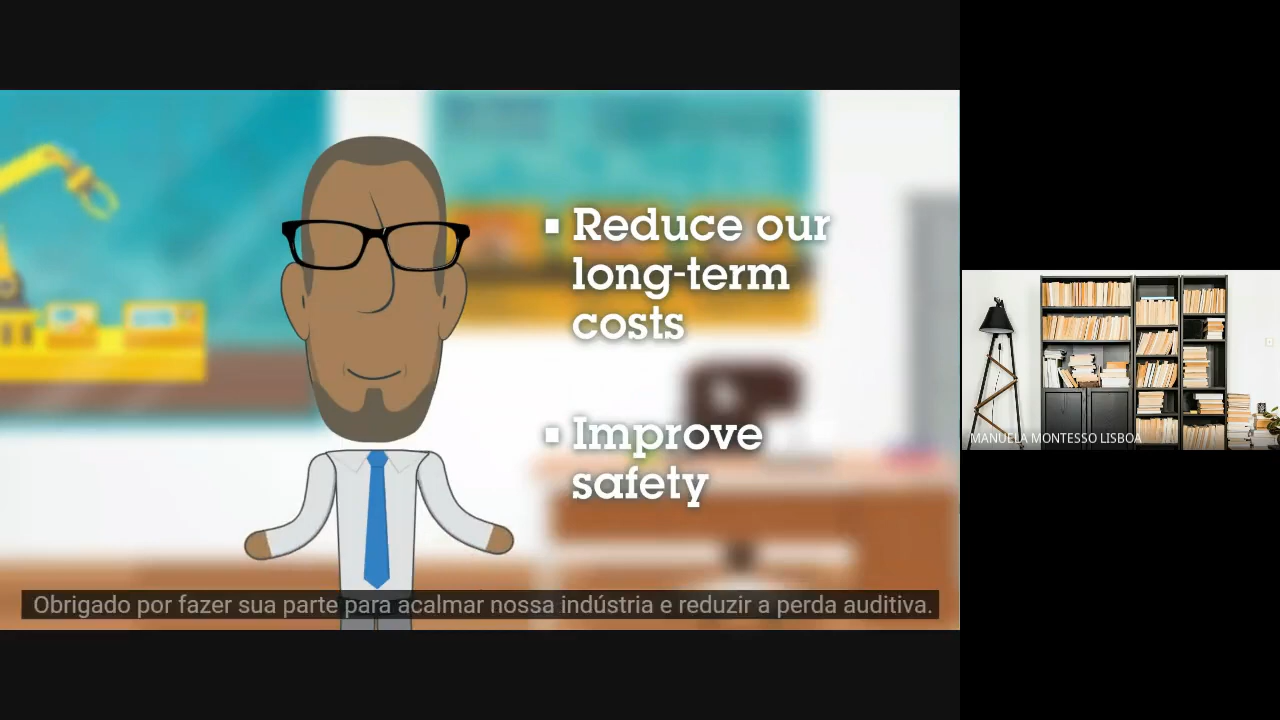 ▪ Reduce our
long-term
costs
▪ Improve
safety
Obrigado por fazer sua parte para acalmar nossa indústria e reduzir a perda auditiva.
MANUELA MONTESSO LISBOA